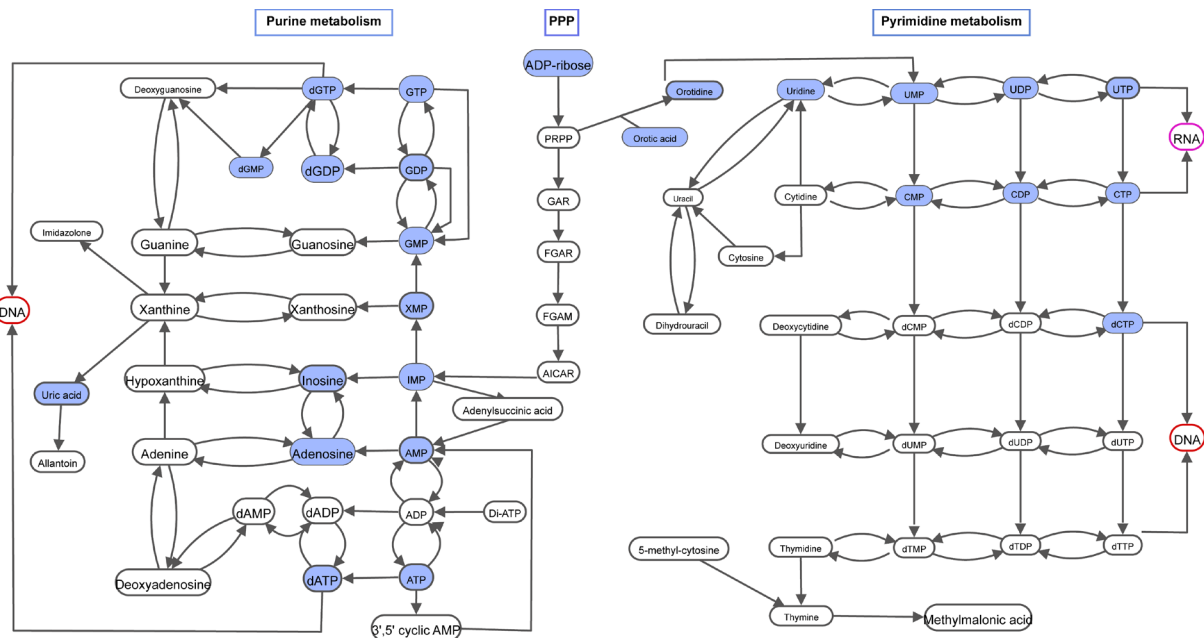 Purine metabolism
PPP
Pyrimidine metabolism
ADP-ribose
Deoxyguanosine
dGTP
GTP
Orotidine
Uridine
UMP
UDP
UTP
PRPP
Orotic acid
RNA
dGMP
dGDP
GDP
GAR
Uracil
Cytidine
CMP
CDP
CTP
Imidazolone
Guanine
Guanosine
GMP
FGAR
Cytosine
DNA
Xanthine
Xanthosine
XMP
FGAM
Dihydrouracil
Deoxycytidine
dCMP
dCDP
dCTP
Hypoxanthine
Inosine
IMP
AICAR
Uric acid
Adenylsuccinic acid
Allantoin
Adenine
Adenosine
AMP
Deoxyuridine
dUMP
dUDP
dUTP
DNA
dAMP
dADP
ADP
Di-ATP
5-methyl-cytosine
Thymidine
dTMP
dTDP
dTTP
Deoxyadenosine
dATP
ATP
3',5' cyclic AMP
Thymine
Methylmalonic acid